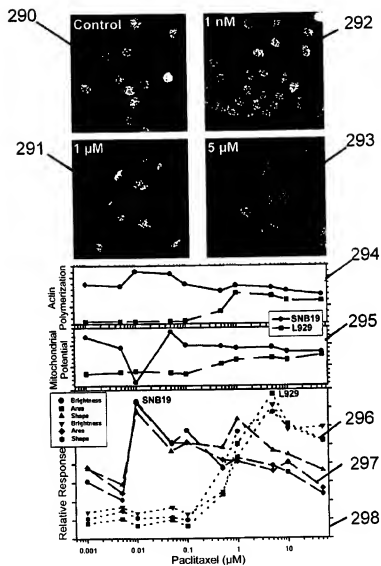 290
Control
1 nM
292
291
1 µM
5 µM
293
294
Actin
Polymerization
SNB19
L929
295
Mitochondrial
Potential
Brightness
Area
Shape
Brightness
Area
Shape
SNB19
L929
296
297
298
Relative Response
0.001
0.01
0.1
1
10
Paclitaxel (µM)